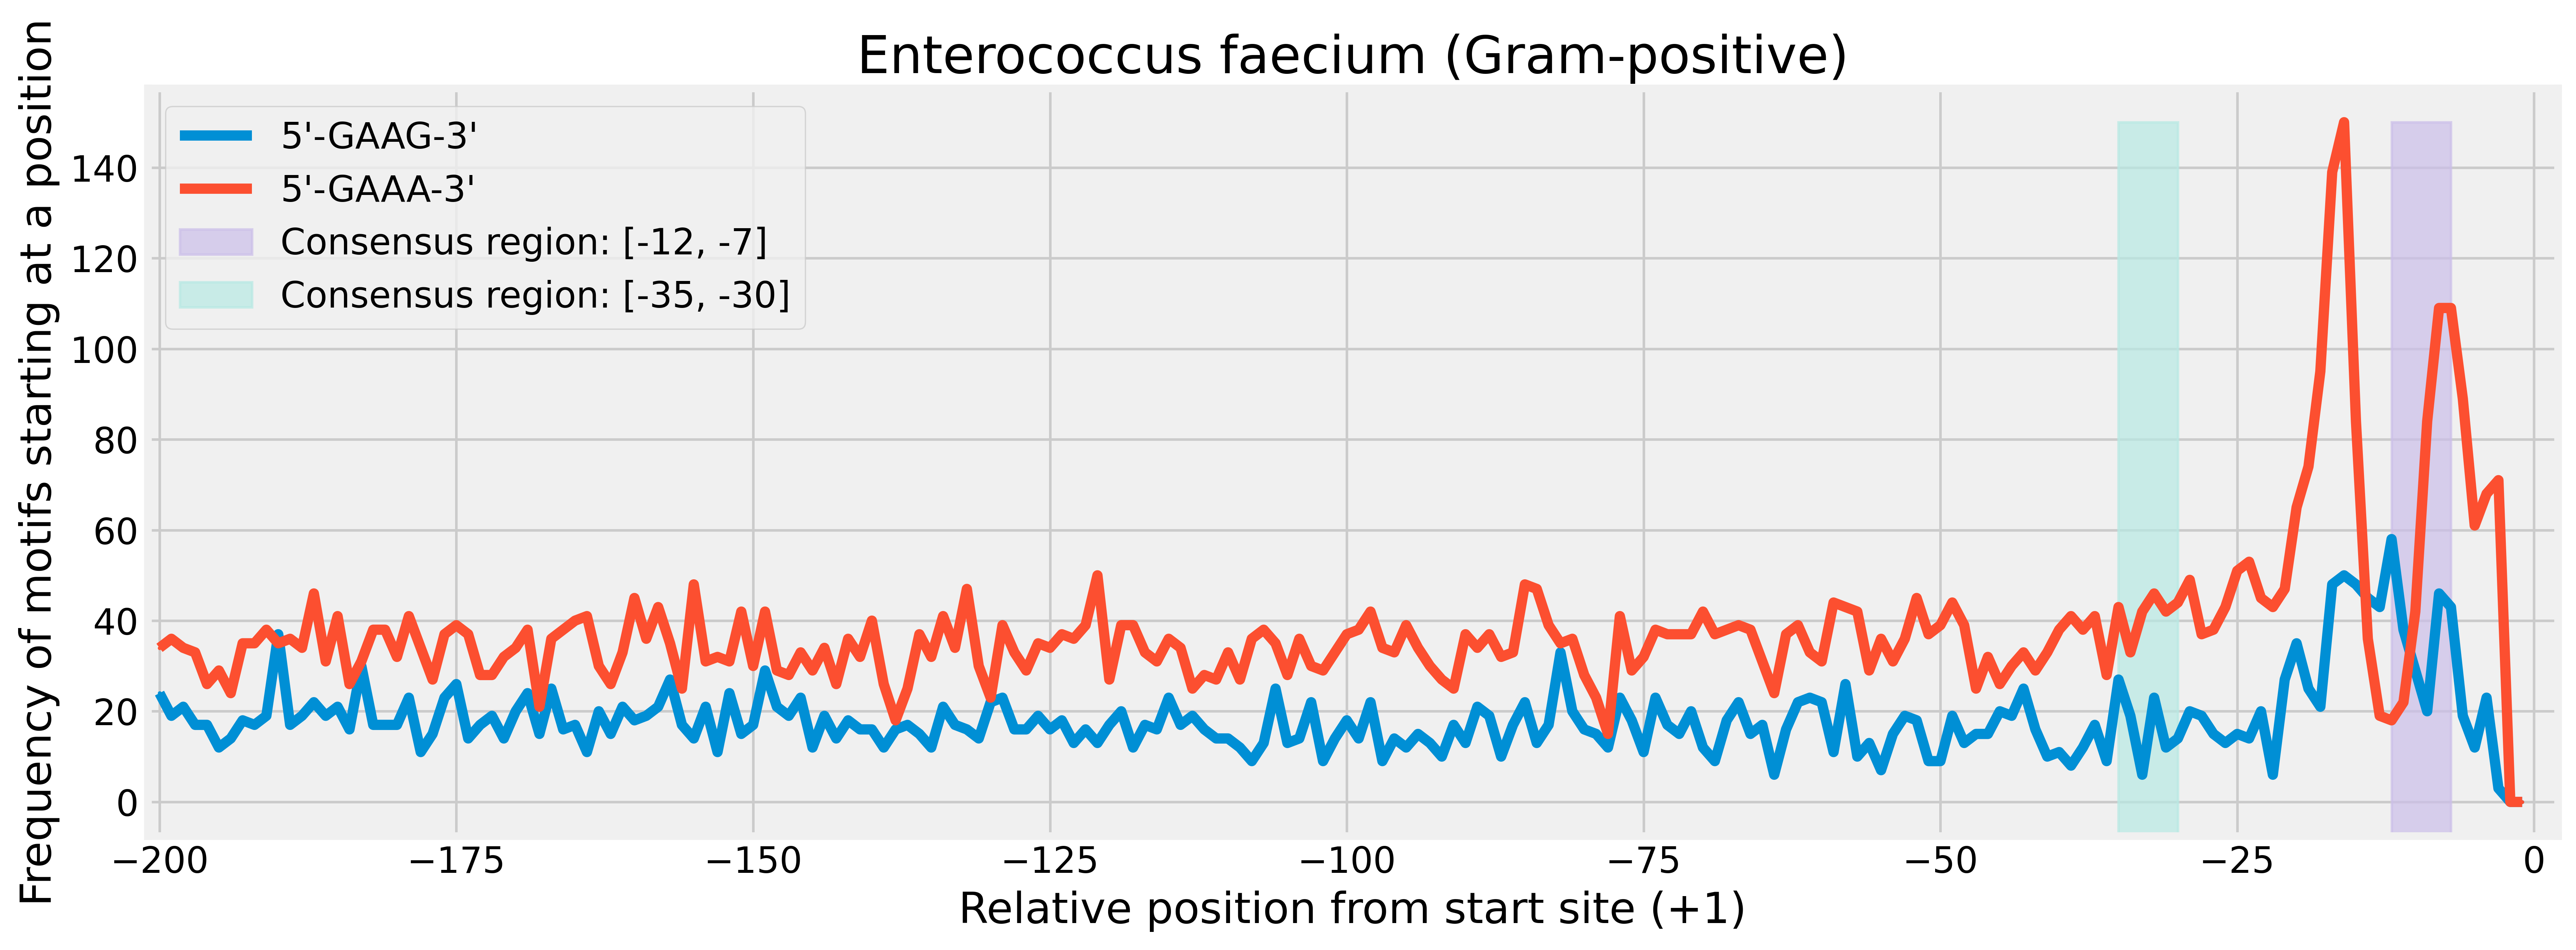 Enterococcus faecium (Gram-positive)
Frequency of motifs starting at a position
5'-GAAG-3'
5'-GAAA-3'
Consensus region: [-12, -7]
Consensus region: [-35, -30]
140
120
100
80
60
40
20
0
−200 −175 −150 −125 −100 −75 −50 −25 0
Relative position from start site (+1)